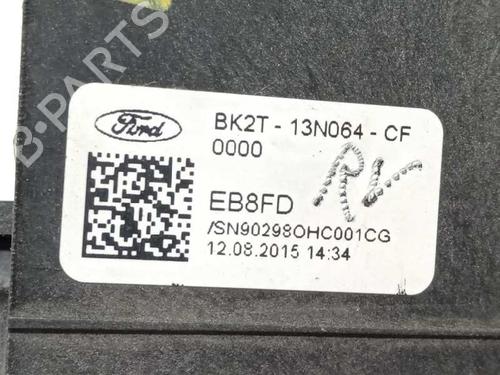 B-PARTS
Ford
BK2T - 13N064 - CF
0000
EB8FD
/SN90298OHC001CG
12.08.2015 14:34